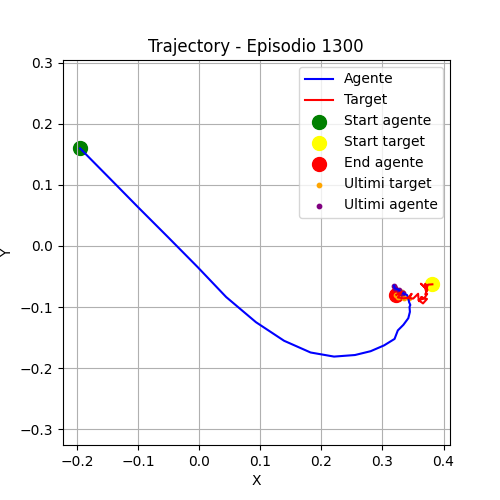 Trajectory - Episodio 1300
Agente
Target
Start agente
Start target
End agente
Ultimi target
Ultimi agente
0.3
0.2
0.1
0.0
−0.1
−0.2
−0.3
Y
−0.2
−0.1
0.0
0.1
0.2
0.3
0.4
X